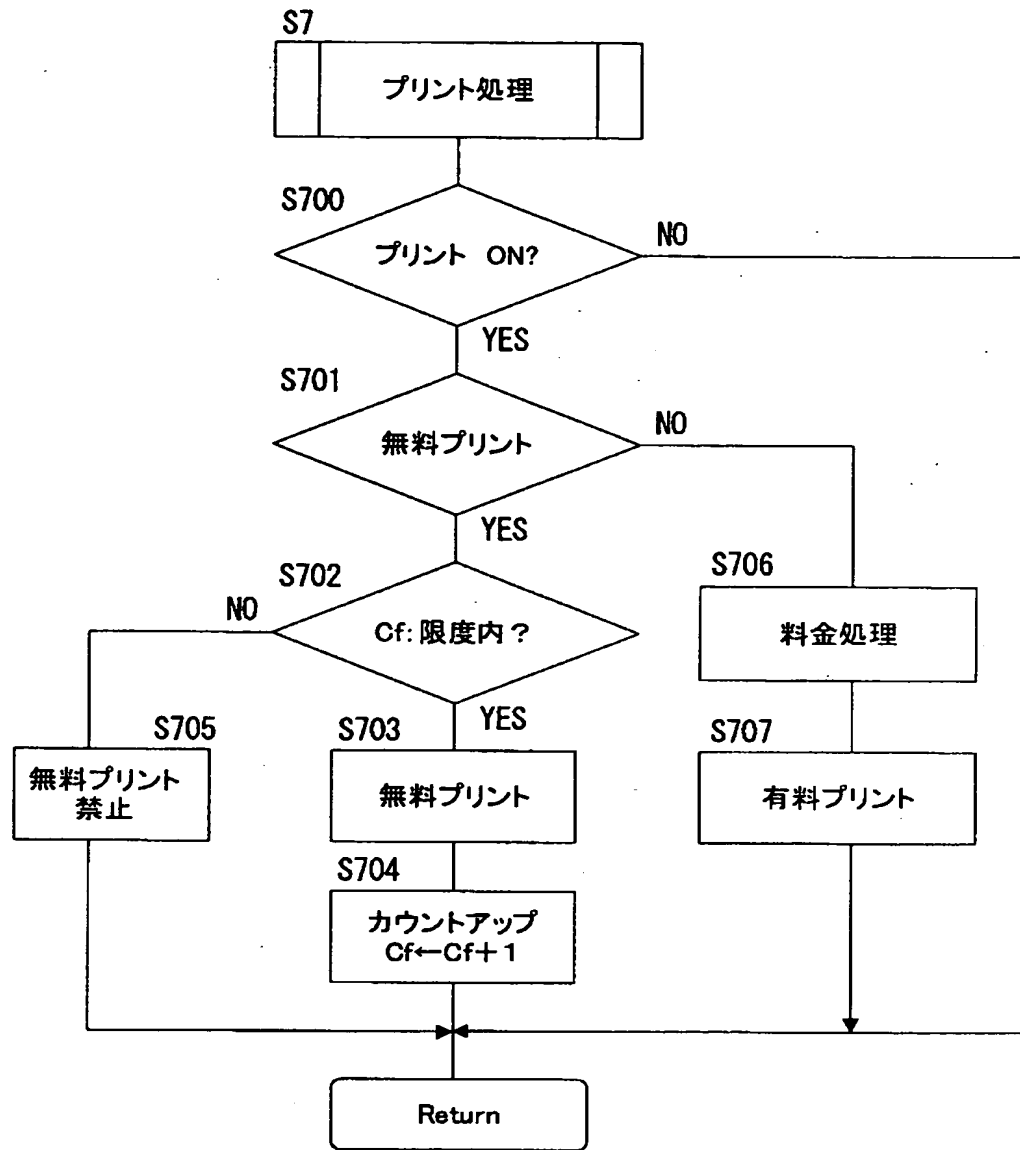 S7
プリント処理
S700
プリント ON?
NO
YES
S701
無料プリント
NO
YES
S702
Cf:限度内?
NO
YES
S706
料金処理
S705
無料プリント
禁止
S703
無料プリント
S707
有料プリント
S704
カウントアップ
Cf←Cf+1
Return